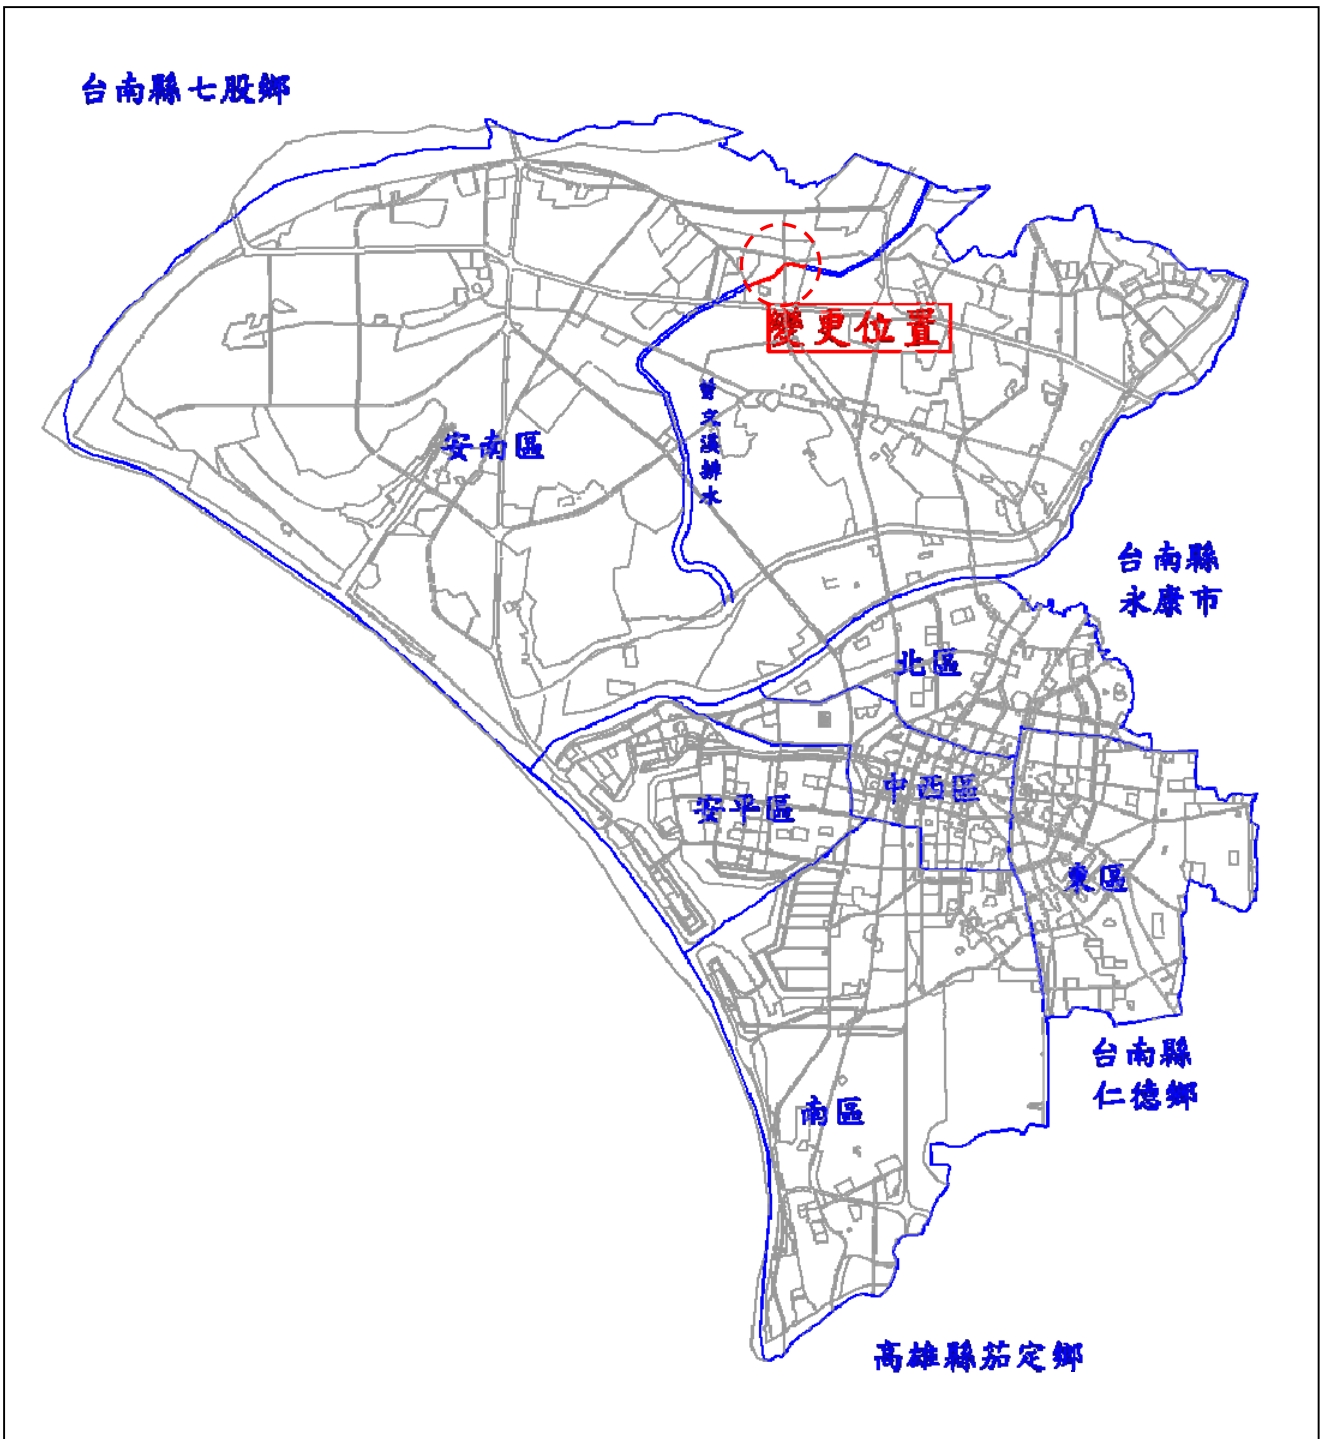 台南縣七股鄉
變更位置
曾文溪排水
安南區
台南縣
永康市
北區
中西區
安平區
東區
台南縣
仁德鄉
南區
高雄縣茄定鄉